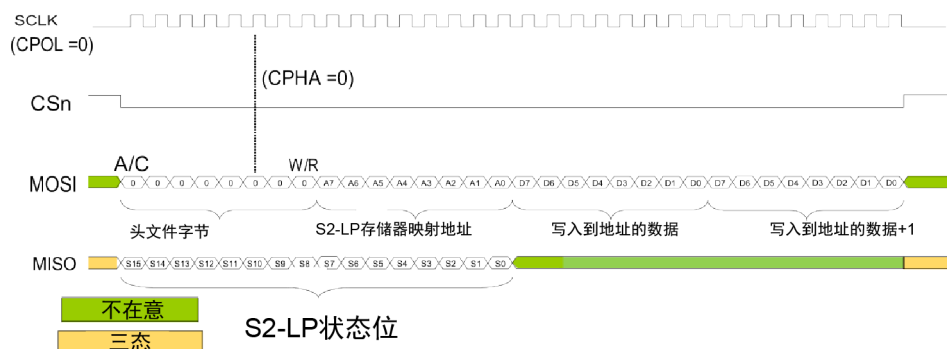 SCLK
(CPOL =0)
(CPHA =0)
CSn
A/C
W/R
MOSI
0 0 0 0 0 0 0 0 A7 A6 A5 A4 A3 A2 A1 A0 D7 D6 D5 D4 D3 D2 D1 D0 D7 D6 D5 D4 D3 D2 D1 D0
头文件字节
S2-LP存储器映射地址
写入到地址的数据
写入到地址的数据+1
MISO
S15 S14 S13 S12 S11 S10 S9 S8 S7 S6 S5 S4 S3 S2 S1 S0
不在意
S2-LP状态位
三态